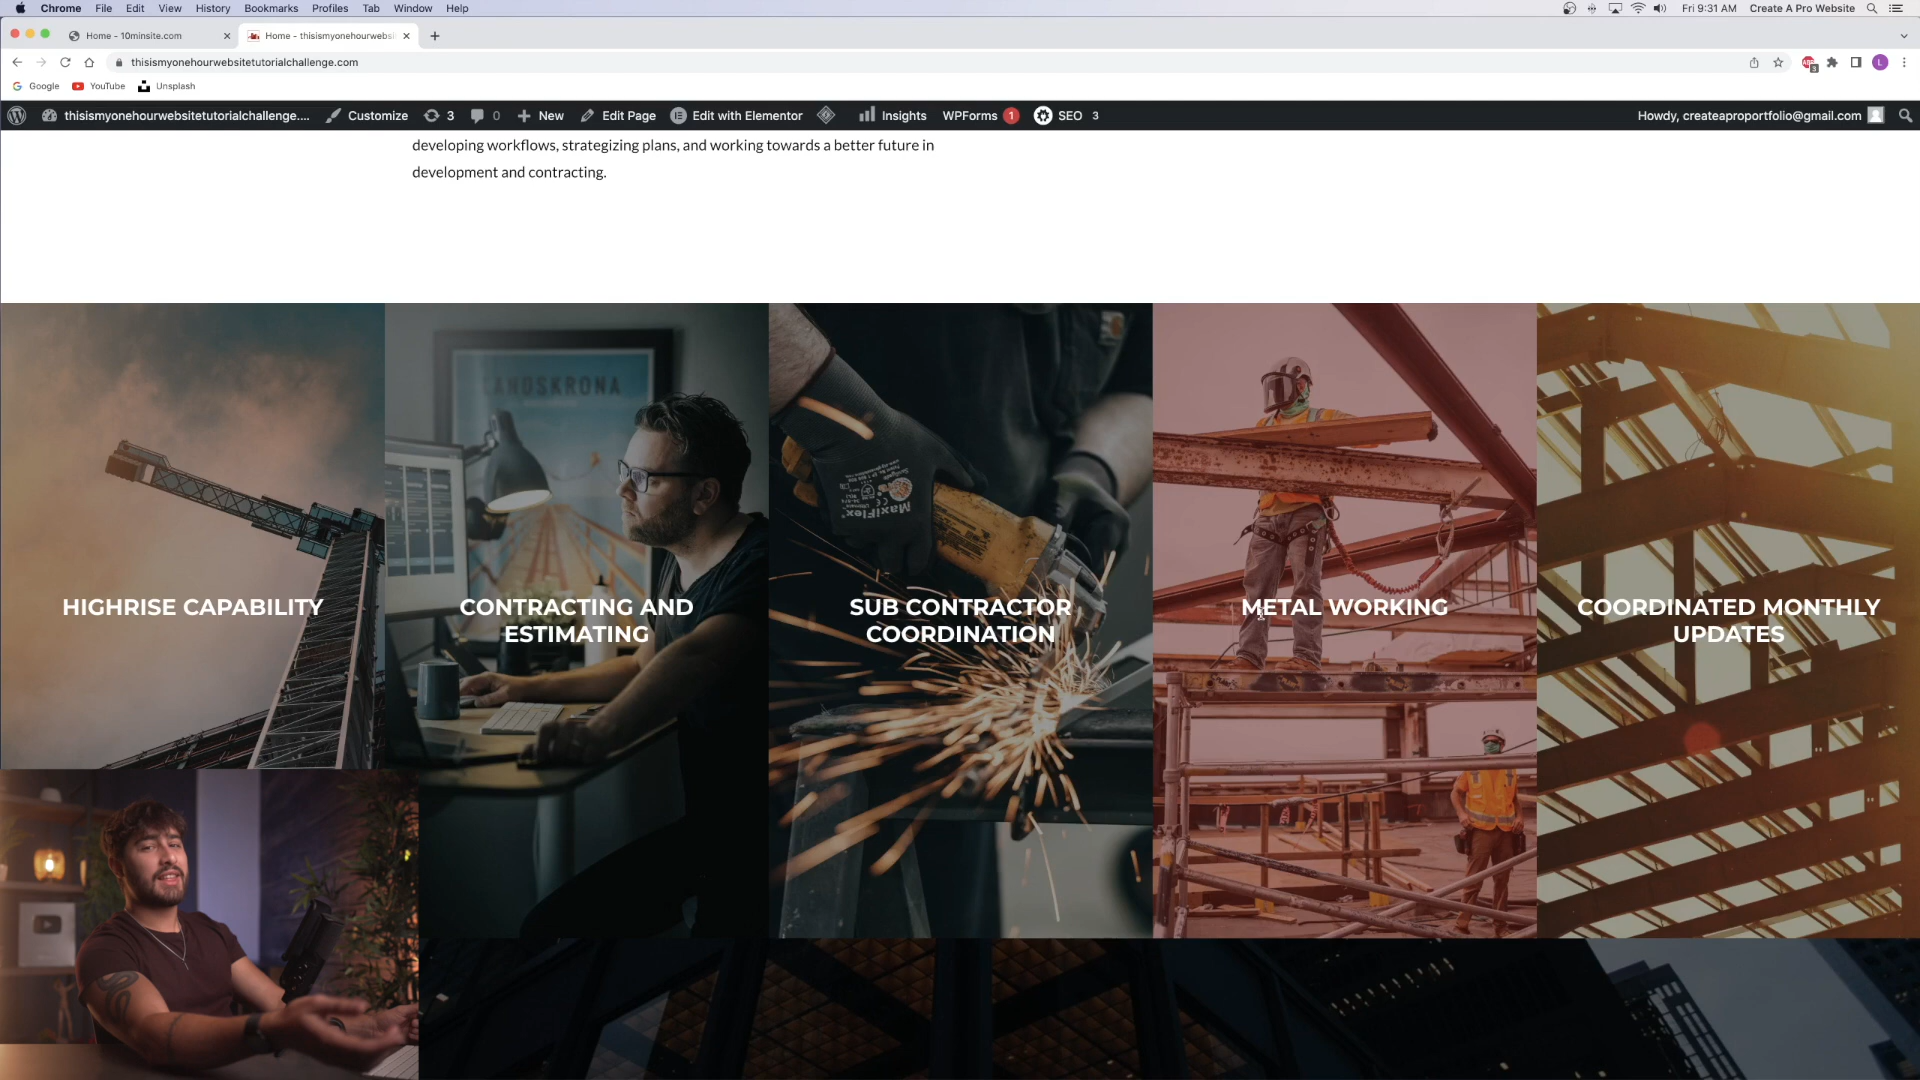 Chrome File Edit View History Bookmarks Profiles Tab Window Help
Fri 9:31 AM Create A Pro Website
Home - 10minsite.com
Home - thisismyonehourwebsi
thisismyonehourwebsitetutorialchallenge.com
Google YouTube Unsplash
thisismyonehourwebsitetutorialchallenge.... Customize 3 0 New Edit Page Edit with Elementor Insights WPForms 1 SEO 3
Howdy, createaproportfolio@gmail.com
developing workflows, strategizing plans, and working towards a better future in
development and contracting.
ANDSKRONA
MaxiFlex
HIGHRISE CAPABILITY
CONTRACTING AND
ESTIMATING
SUB CONTRACTOR
COORDINATION
METAL WORKING
COORDINATED MONTHLY
UPDATES